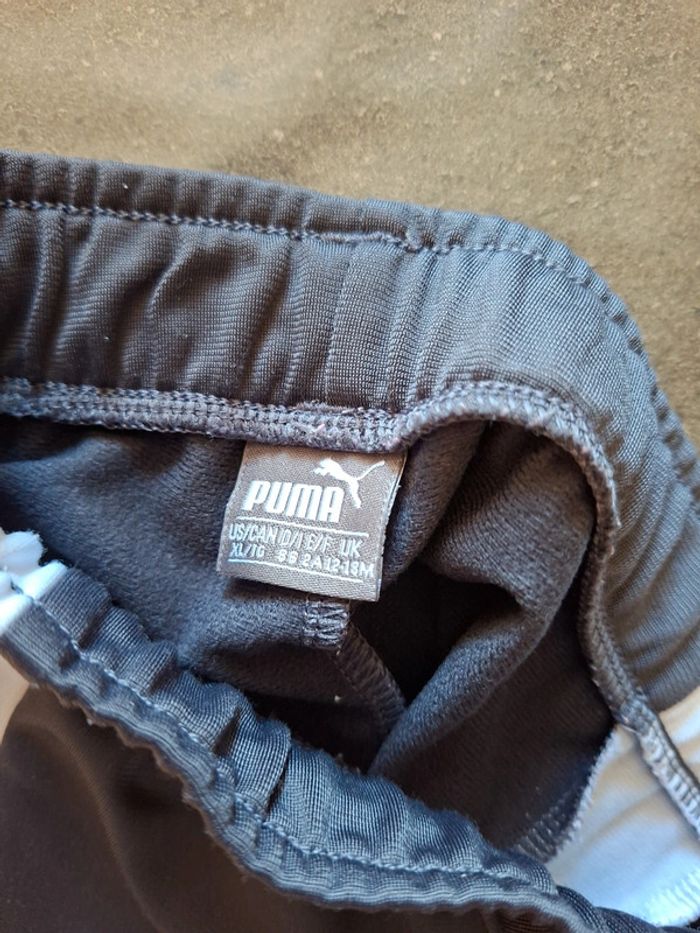 PUMA
US/CAN D/I E/F UK
XL/TG 86 2A 12-18M